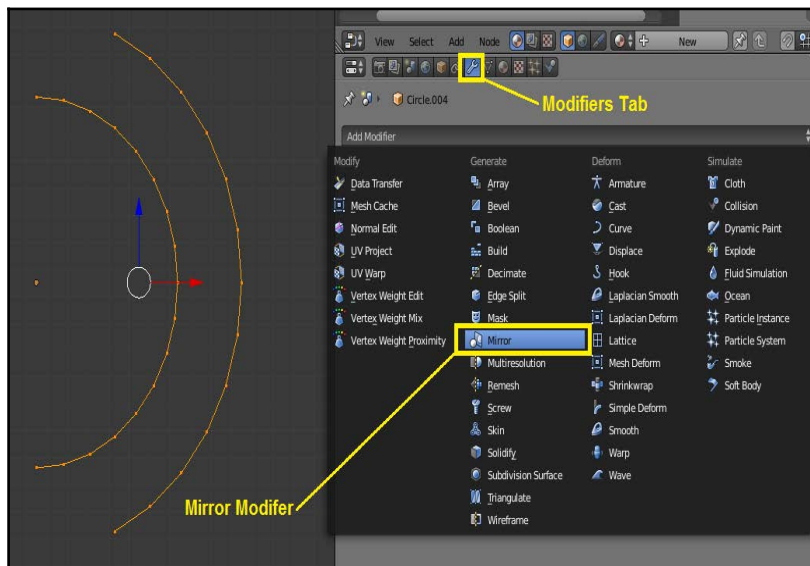 View Select Add Node New
Modifiers Tab
Circle.004
Add Modifier
Modify Generate Deform Simulate
Data Transfer Array Armature Cloth
Mesh Cache Bevel Cast Collision
Normal Edit Boolean Curve Dynamic Paint
UV Project Build Displace Explode
UV Warp Decimate Hook Fluid Simulation
Vertex Weight Edit Edge Split Laplacian Smooth Ocean
Vertex Weight Mix Mask Laplacian Deform Particle Instance
Vertex Weight Proximity Mirror Lattice Particle System
Multiresolution Mesh Deform Smoke
Remesh Shrinkwrap Soft Body
Screw Simple Deform
Skin Smooth
Solidify Warp
Subdivision Surface Wave
Mirror Modifer
Triangulate
Wireframe